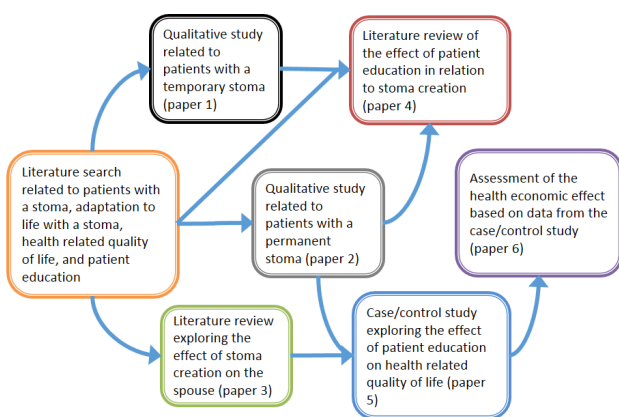 Qualitative study
related to
patients with a
temporary stoma
(paper 1)
Literature review of
the effect of patient
education in relation
to stoma creation
(paper 4)
Literature search
related to patients with
a stoma, adaptation to
life with a stoma,
health related quality
of life, and patient
education
Qualitative study
related to
patients with a
permanent
stoma (paper 2)
Assessment of the
health economic effect
based on data from the
case/control study
(paper 6)
Literature review
exploring the
effect of stoma
creation on the
spouse (paper 3)
Case/control study
exploring the effect
of patient education
on health related
quality of life (paper
5)